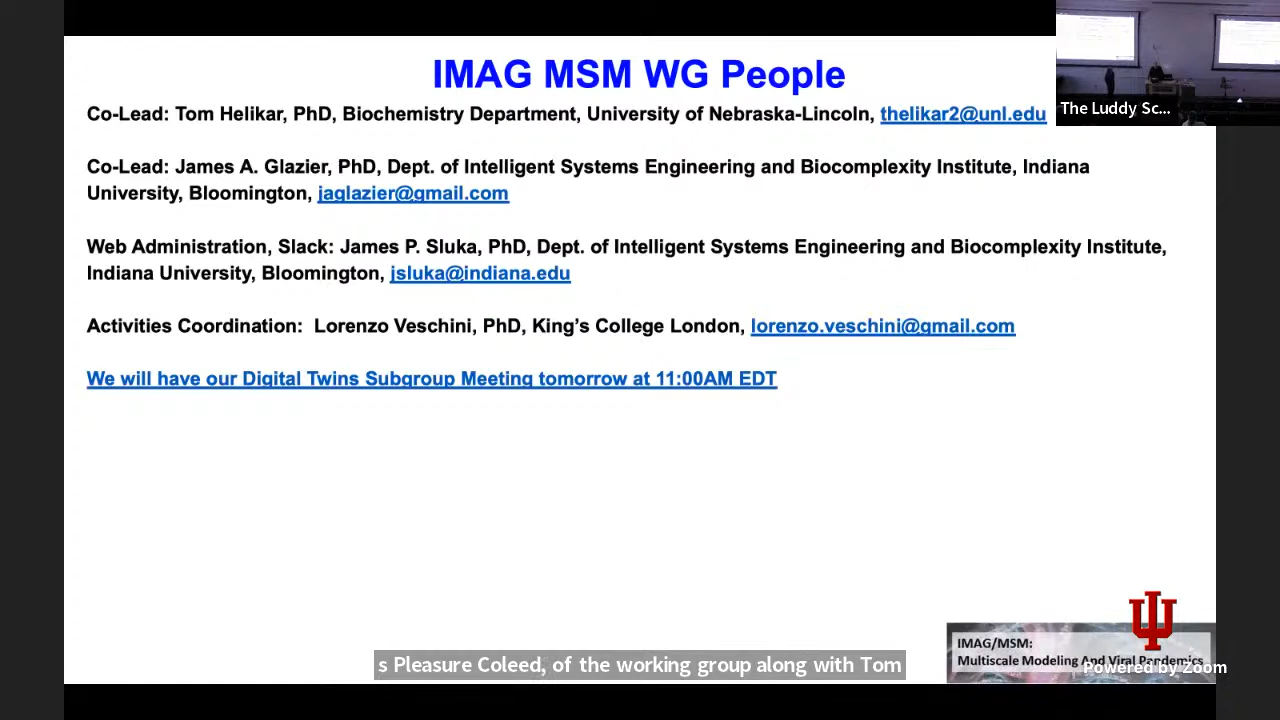 IMAG MSM WG People
Co-Lead: Tom Helikar, PhD, Biochemistry Department, University of Nebraska-Lincoln, thelikar2@unl.edu
The Luddy Sc...
Co-Lead: James A. Glazier, PhD, Dept. of Intelligent Systems Engineering and Biocomplexity Institute, Indiana
University, Bloomington, jaglazier@gmail.com
Web Administration, Slack: James P. Sluka, PhD, Dept. of Intelligent Systems Engineering and Biocomplexity Institute,
Indiana University, Bloomington, jsluka@indiana.edu
Activities Coordination: Lorenzo Veschini, PhD, King's College London, lorenzo.veschini@gmail.com
We will have our Digital Twins Subgroup Meeting tomorrow at 11:00AM EDT
IMAG/MSM:
Multiscale Modeling And Viral Pandemics
Powered by Zoom
s Pleasure Coleed, of the working group along with Tom